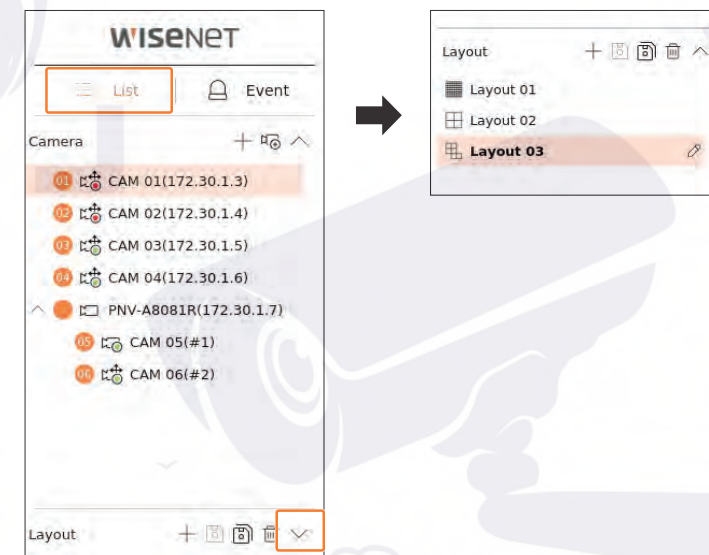 WISENET
List
Event
Camera
01 CAM 01(172.30.1.3)
02 CAM 02(172.30.1.4)
03 CAM 03(172.30.1.5)
04 CAM 04(172.30.1.6)
PNV-A8081R(172.30.1.7)
05 CAM 05(#1)
06 CAM 06(#2)
Layout
Layout
Layout 01
Layout 02
Layout 03